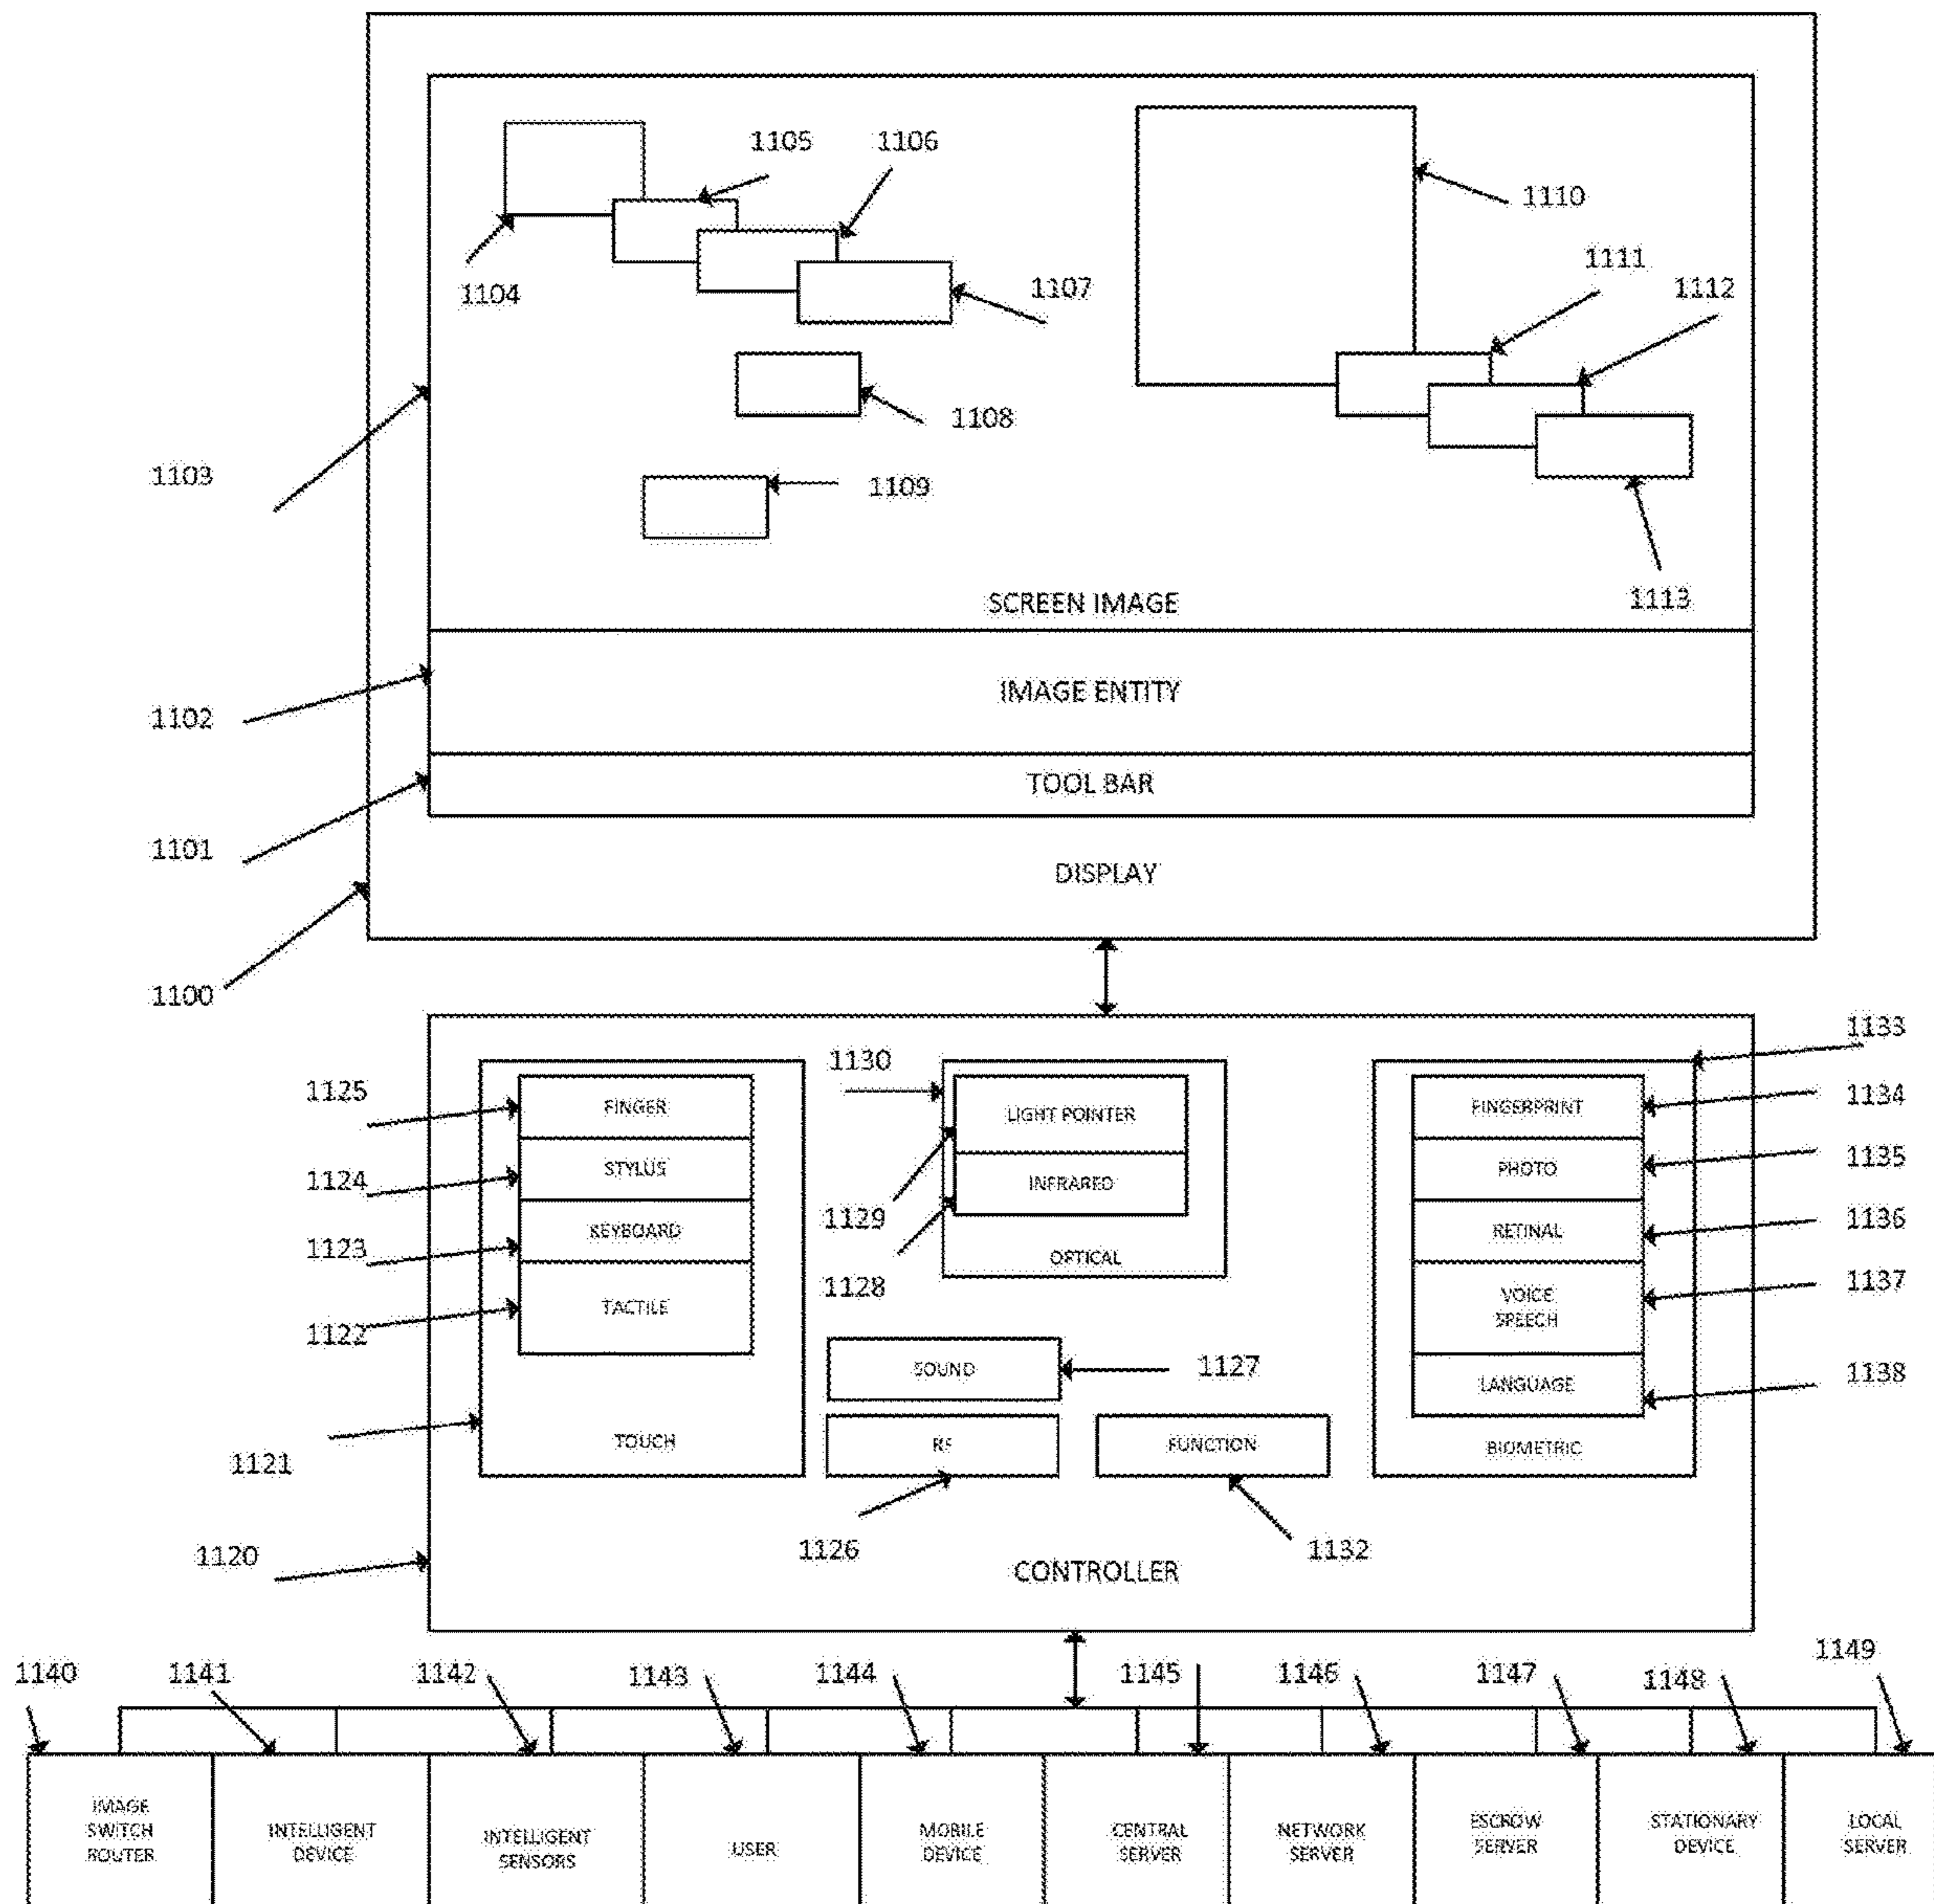 1105
1106
1110
1104
1107
1111
1112
1108
1103
1109
1113
SCREEN IMAGE
IMAGE ENTITY
1102
TOOL BAR
1101
DISPLAY
1100
1133
1130
1125
FINGER
LIGHT POINTER
FINGERPRINT
1134
1124
STYLUS
PHOTO
1135
INFRARED
1129
1123
KEYBOARD
RETINAL
1136
OPTICAL
1128
1122
TACTILE
VOICE
SPEECH
1137
SOUND
1127
LANGUAGE
1138
1121
TOUCH
RF
FUNCTION
BIOMETRIC
1126
1132
1120
CONTROLLER
1140
1141
1142
1143
1144
1145
1146
1147
1148
1149
IMAGE
SWITCH
ROUTER
INTELLIGENT
DEVICE
INTELLIGENT
SENSORS
USER
MOBILE
DEVICE
CENTRAL
SERVER
NETWORK
SERVER
ESCROW
SERVER
STATIONARY
DEVICE
LOCAL
SERVER